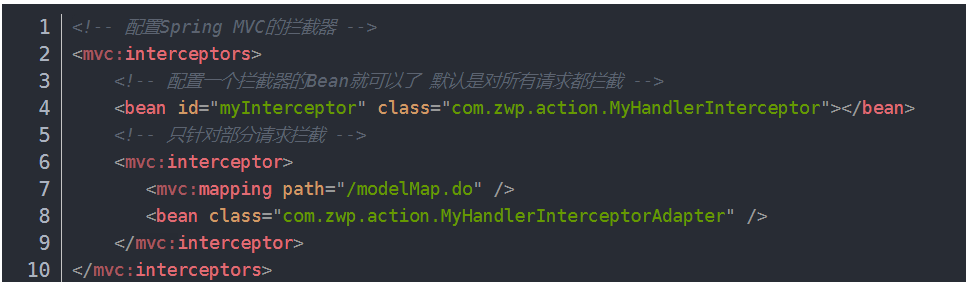 1 <!-- 配置Spring MVC的拦截器 -->
2 <mvc:interceptors>
3 <!-- 配置一个拦截器的Bean就可以了 默认是对所有请求都拦截 -->
4 <bean id="myInterceptor" class="com.zwp.action.MyHandlerInterceptor"></bean>
5 <!-- 只针对部分请求拦截 -->
6 <mvc:interceptor>
7 <mvc:mapping path="/modelMap.do" />
8 <bean class="com.zwp.action.MyHandlerInterceptorAdapter" />
9 </mvc:interceptor>
10 </mvc:interceptors>